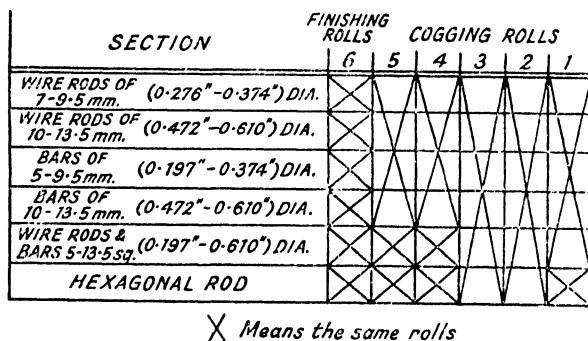 SECTION
FINISHING ROLLS
COGGING ROLLS
6 5 4 3 2 1
WIRE RODS OF
7-9·5 mm. (0·276"-0·374") DIA.
WIRE RODS OF
10-13·5 mm. (0·472"-0·610") DIA.
BARS OF
5-9·5 mm. (0·197"-0·374") DIA.
BARS OF
10-13·5 mm. (0·472"-0·610") DIA.
WIRE RODS &
BARS 5-13·5 sq. (0·197"-0·610") DIA.
HEXAGONAL ROD
X Means the same rolls